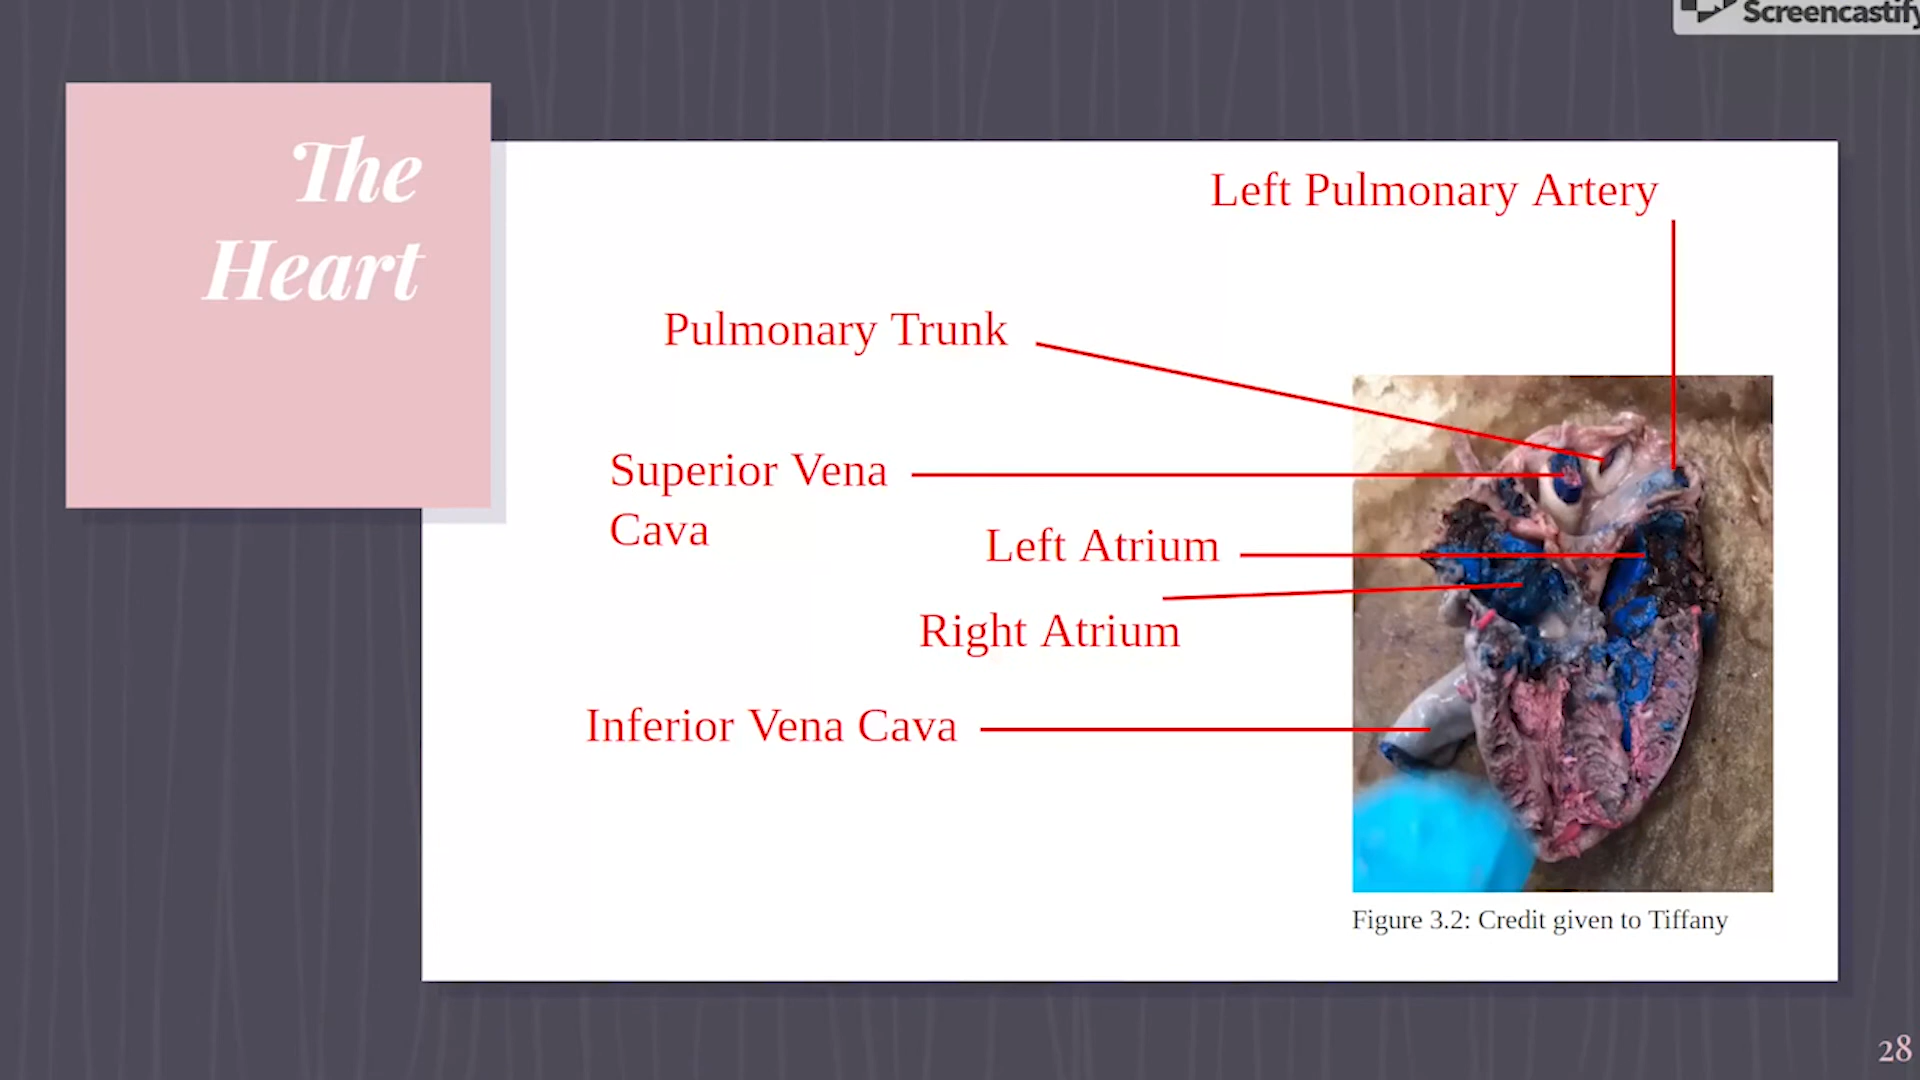 Screencastify
The
Heart
Left Pulmonary Artery
Pulmonary Trunk
Superior Vena
Cava
Left Atrium
Right Atrium
Inferior Vena Cava
Figure 3.2: Credit given to Tiffany
28